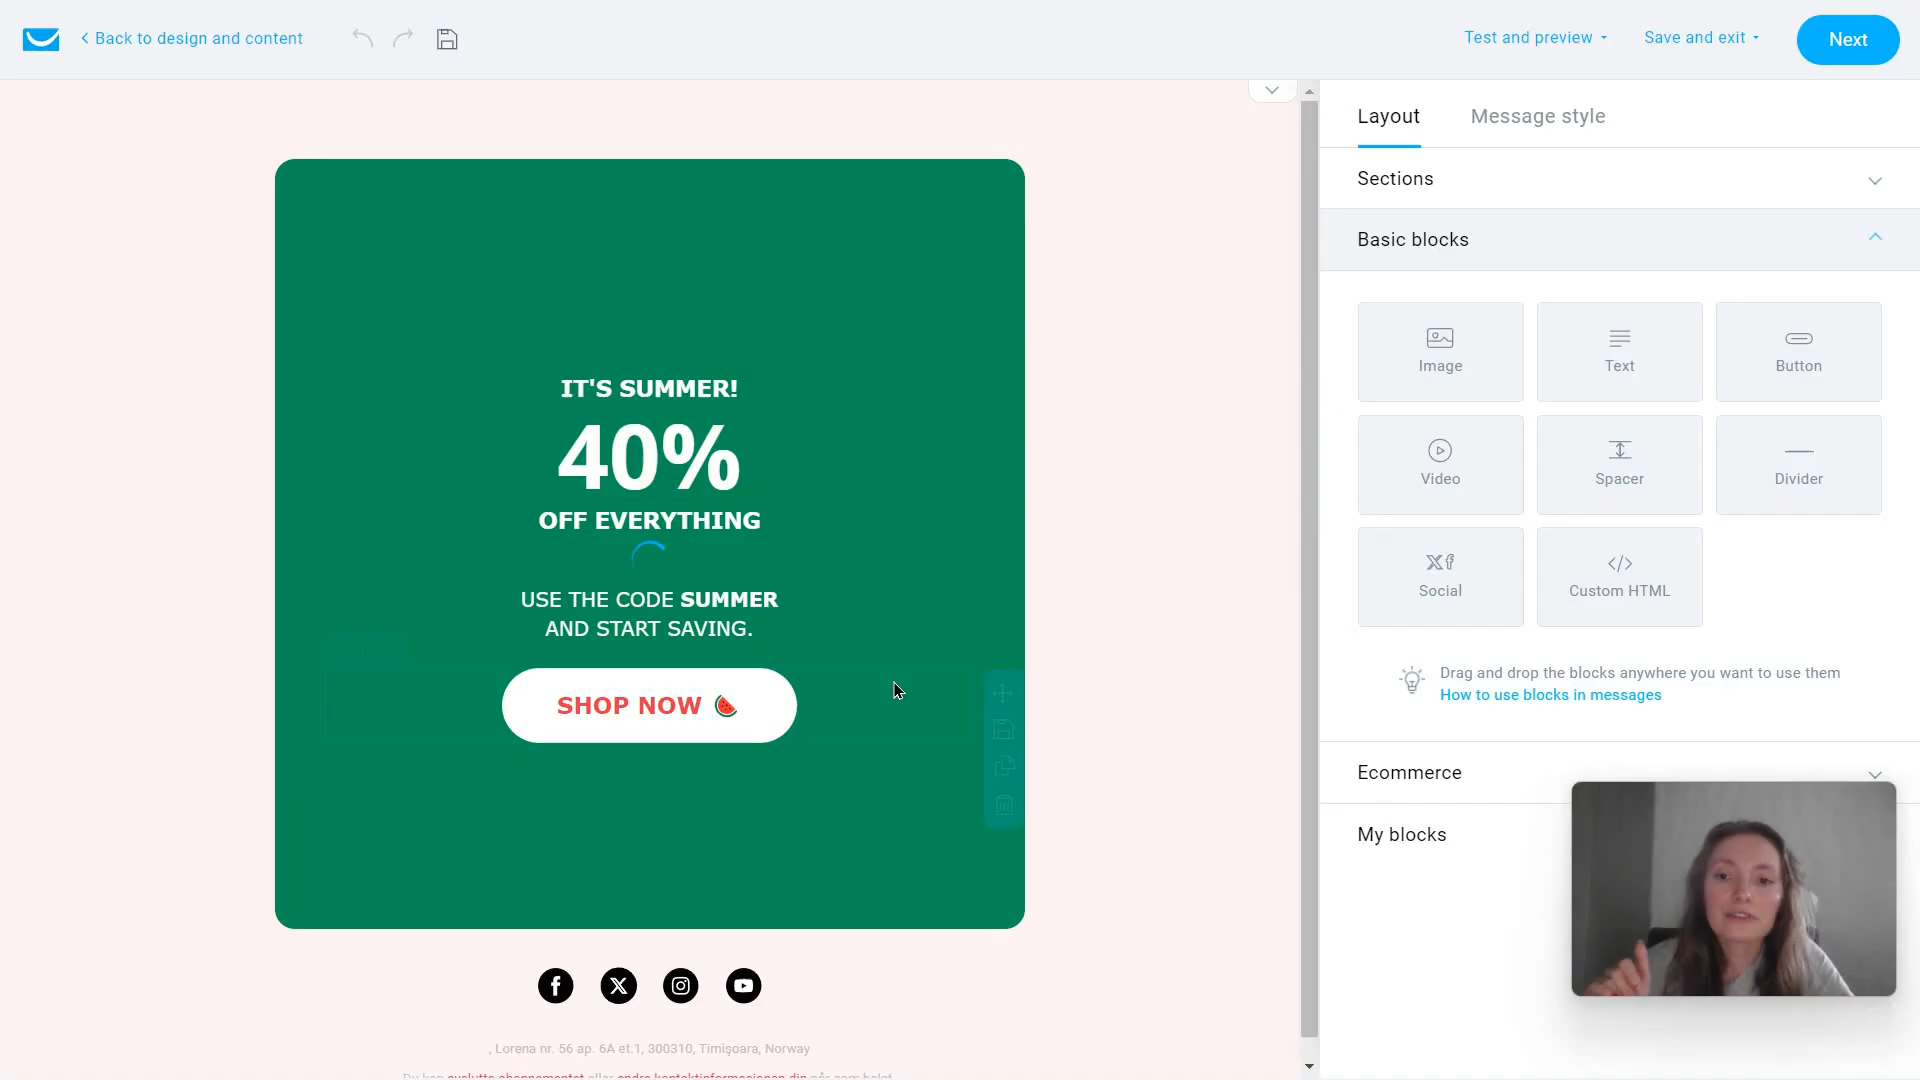 Back to design and content
Test and preview
Save and exit
Next
Layout
Message style
Sections
Basic blocks
Image
Text
Button
Video
Spacer
Divider
Social
Custom HTML
Drag and drop the blocks anywhere you want to use them
How to use blocks in messages
Ecommerce
My blocks
IT'S SUMMER!
40%
OFF EVERYTHING
USE THE CODE SUMMER
AND START SAVING.
SHOP NOW 🍉
, Lorena nr. 56 ap. 6A et.1, 300310, Timişoara, Norway